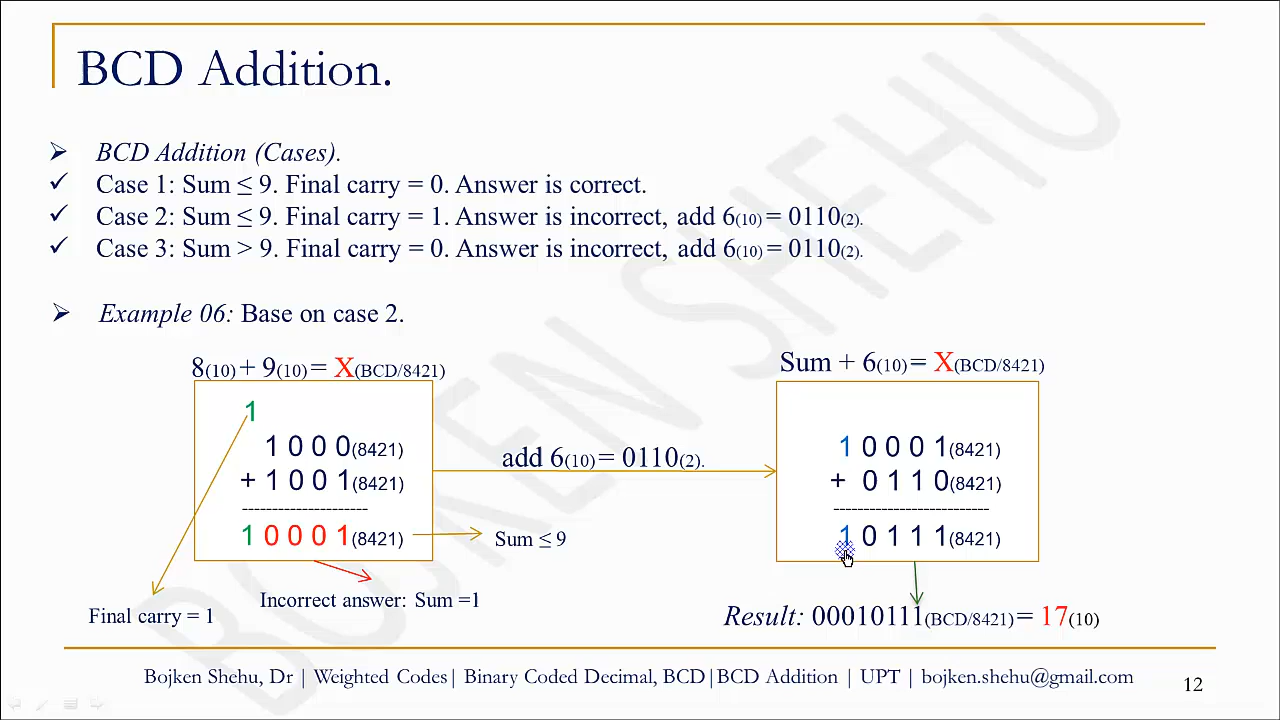 BCD Addition.
BCD Addition (Cases).
Case 1: Sum ≤ 9. Final carry = 0. Answer is correct.
Case 2: Sum ≤ 9. Final carry = 1. Answer is incorrect, add 6(10) = 0110(2).
Case 3: Sum > 9. Final carry = 0. Answer is incorrect, add 6(10) = 0110(2).
Example 06: Base on case 2.
8(10) + 9(10) = X(BCD/8421)
1
1 0 0 0(8421)
+ 1 0 0 1(8421)
---------------------
1 0 0 0 1(8421)
Sum ≤ 9
Final carry = 1
Incorrect answer: Sum =1
add 6(10) = 0110(2).
Sum + 6(10) = X(BCD/8421)
1 0 0 0 1(8421)
+ 0 1 1 0(8421)
--------------------------
1 0 1 1 1(8421)
Result: 00010111(BCD/8421) = 17(10)
Bojken Shehu, Dr | Weighted Codes| Binary Coded Decimal, BCD|BCD Addition | UPT | bojken.shehu@gmail.com
12
BOJKEN SHEHU